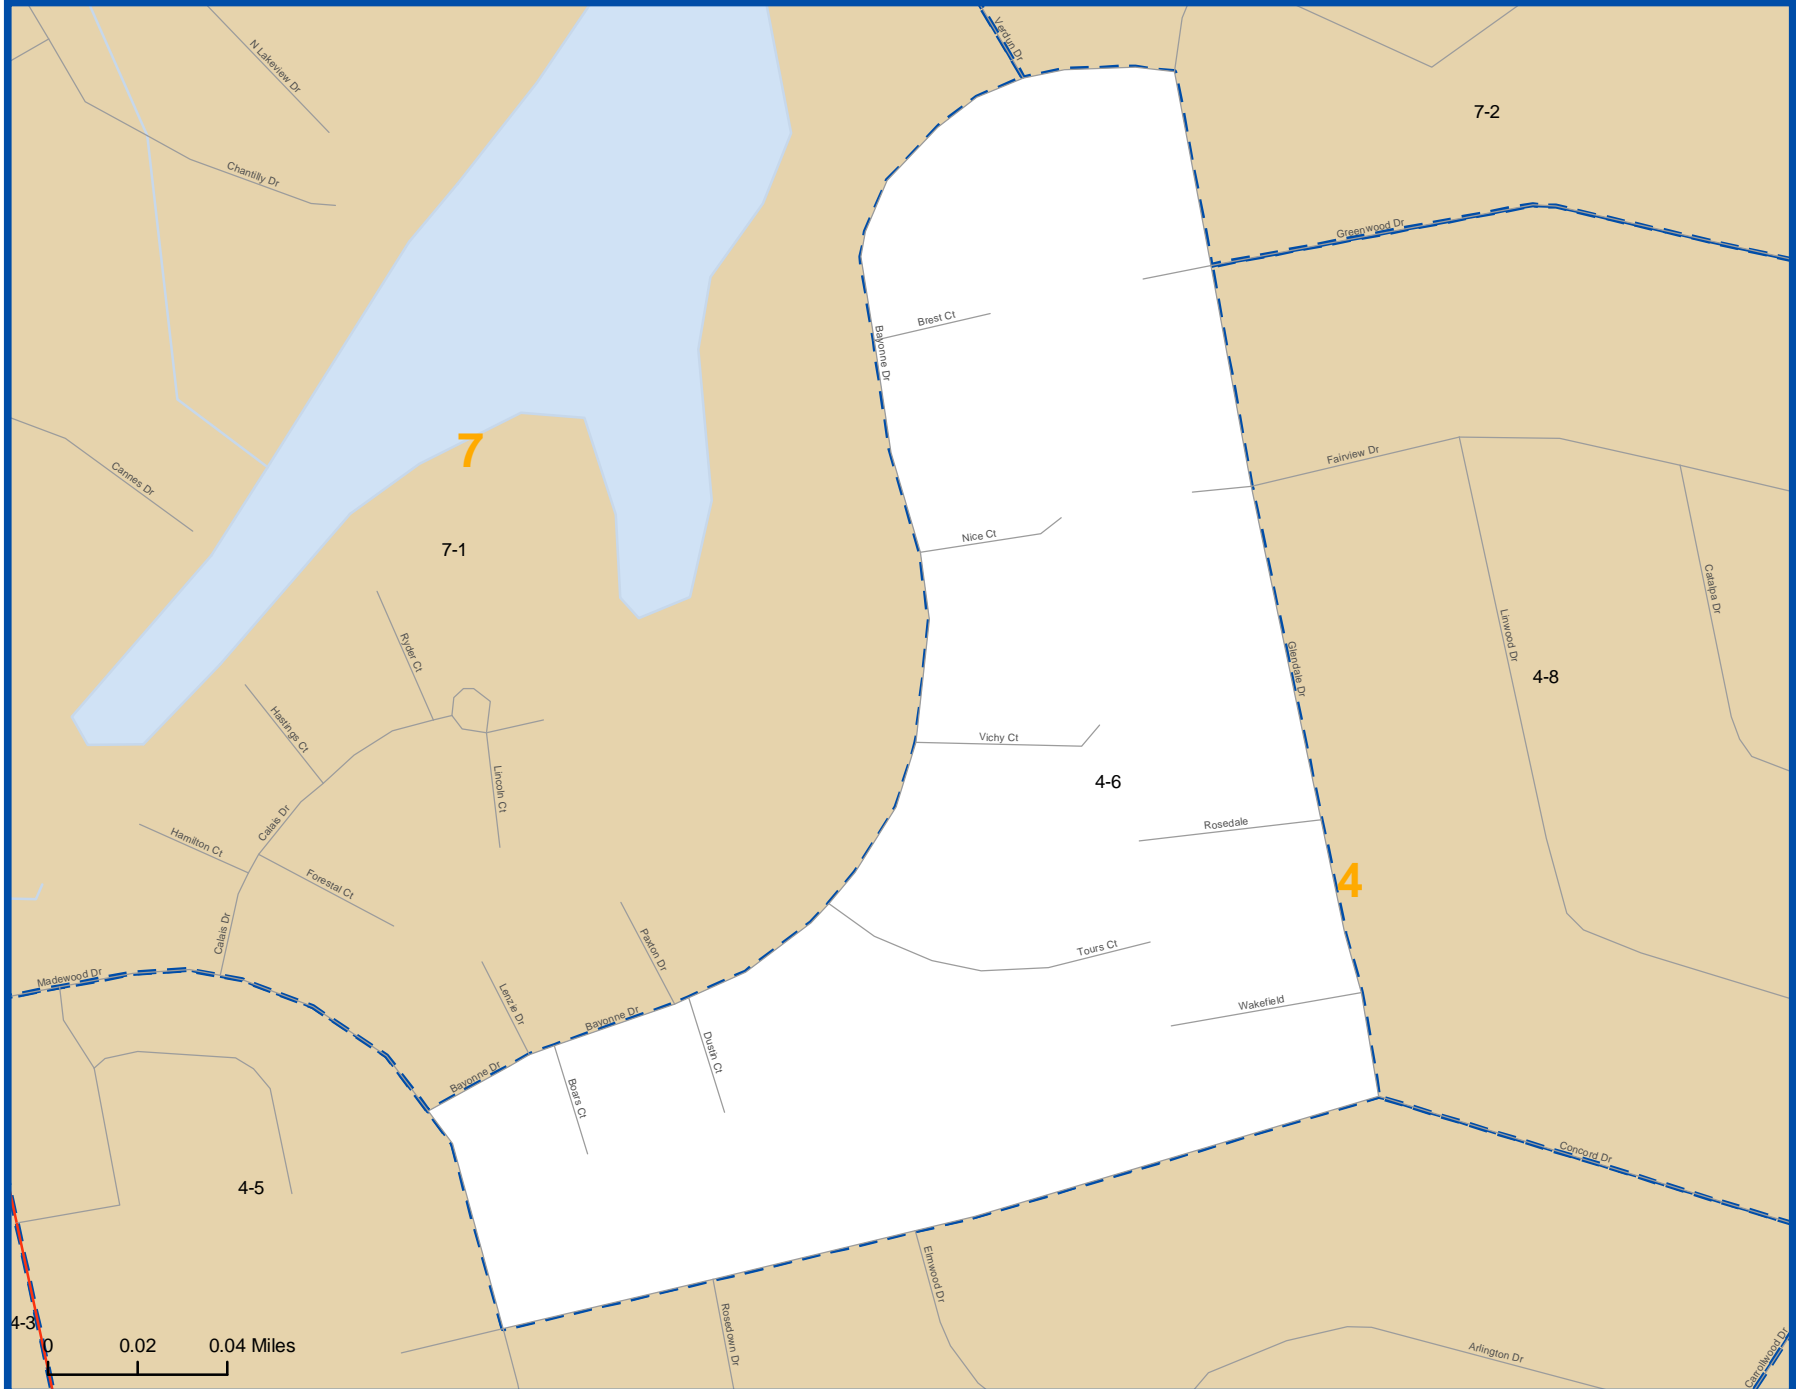 Verdun Dr
N Lakeview Dr
7-2
Chantilly Dr
Greenwood Dr
Brest Ct
Bayonne Dr
7
Fairview Dr
Cannes Dr
Nice Ct
7-1
Catalpa Dr
Linwood Dr
Ryder Ct
Glendale Dr
4-8
Hastings Ct
Vichy Ct
4-6
Lincoln Ct
Calais Dr
Rosedale
Hamilton Ct
Forestal Ct
4
Calais Dr
Paxton Dr
Tours Ct
Madewood Dr
Lenzie Dr
Wakefield
Bayonne Dr
Dustin Ct
Bayonne Dr
Boars Ct
Concord Dr
4-5
Elmwood Dr
4-3
Rosedown Dr
0 0.02 0.04 Miles
Arlington Dr
Carrollwood Dr